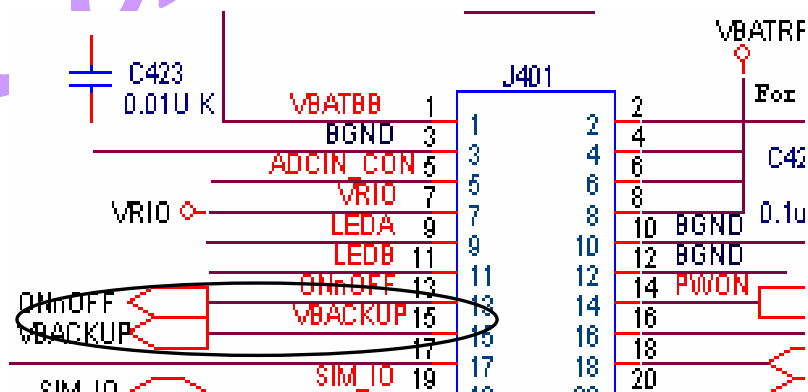 VBATRF
J401
C423
0.01U K
For
VBATBB 1 1 2 2
BGND 3 3 4 4
ADCIN_CON 5 5 6 6
C42
VRIO 7 7 8 8
VRIO
0.1u
LEDA 9 9 10 10 BGND
LEDB 11 11 12 12 BGND
ONnOFF 13 13 14 14 PWON
ONnOFF
VBACKUP 15 15 16 16
VBACKUP
17 17 18 18
SIM_IO 19 20
SIM_IO